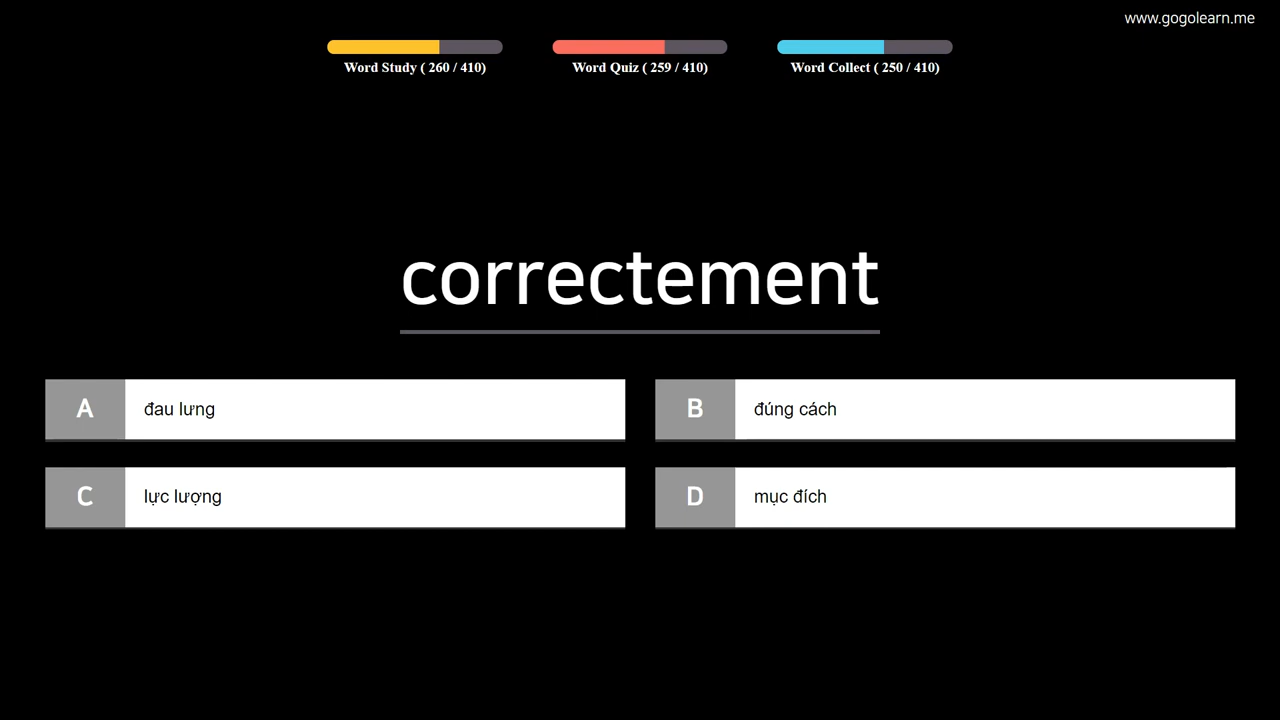 www.gogolearn.me
Word Study ( 260 / 410)
Word Quiz ( 259 / 410)
Word Collect ( 250 / 410)
correctement
A đau lưng
B đúng cách
C lực lượng
D mục đích